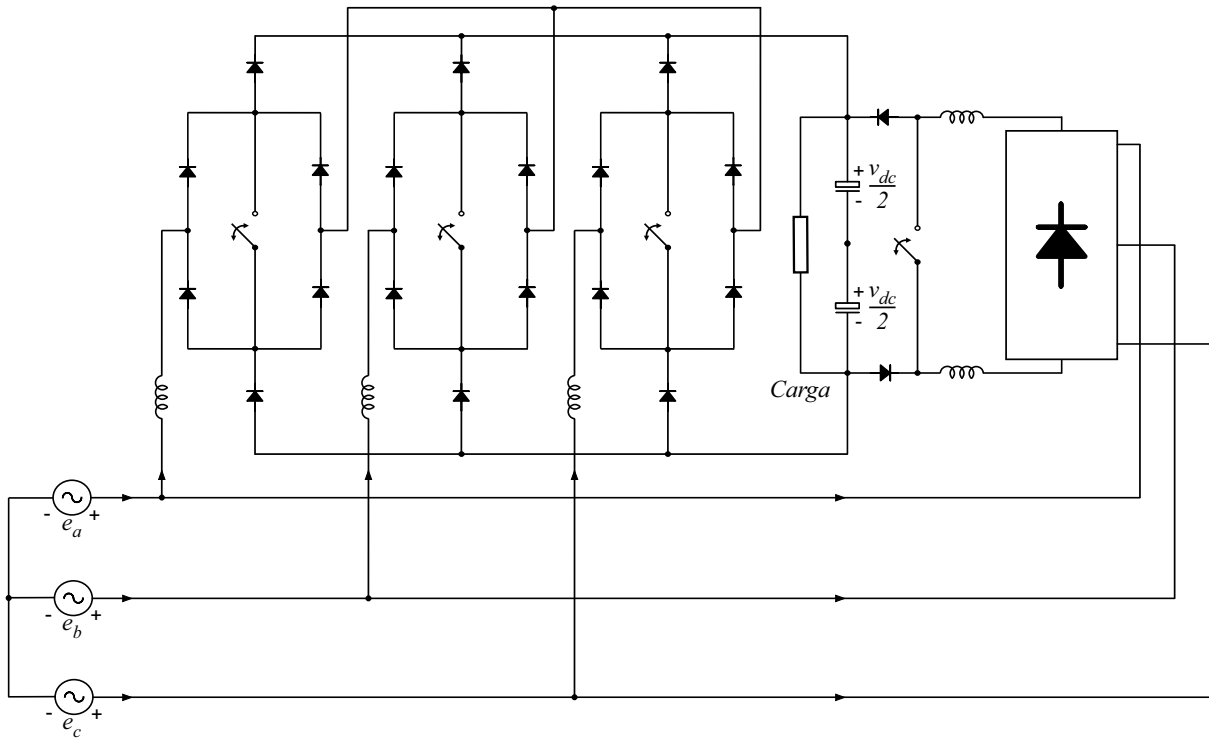 + v_dc
- 2
+ v_dc
- 2
Carga
- +
e_a
- +
e_b
- +
e_c